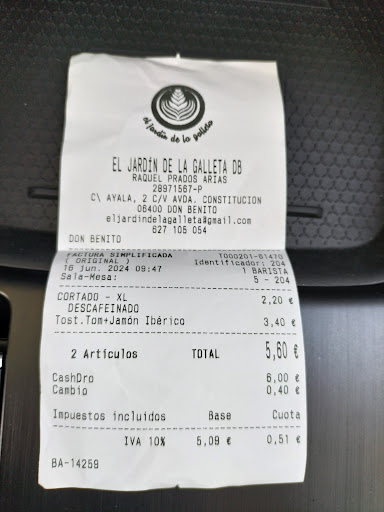 el jardín de la galleta
EL JARDÍN DE LA GALLETA DB
RAQUEL PRADOS ARIAS
28971567-P
C\ AYALA, 2 C/V AVDA. CONSTITUCION
06400 DON BENITO
eljardindelagalleta@gmail.com
627 105 054
DON BENITO
FACTURA SIMPLIFICADA T000201-61470
( ORIGINAL ) Identificador: 204
16 jun. 2024 09:47 1 BARISTA
Sala-Mesa: 5 - 204
CORTADO - XL 2,20 €
DESCAFEINADO
Tost.Tom+Jamón Ibérico 3,40 €
2 Artículos TOTAL 5,60 €
CashDro 6,00 €
Cambio 0,40 €
Impuestos incluidos Base Cuota
IVA 10% 5,09 € 0,51 €
BA-14259